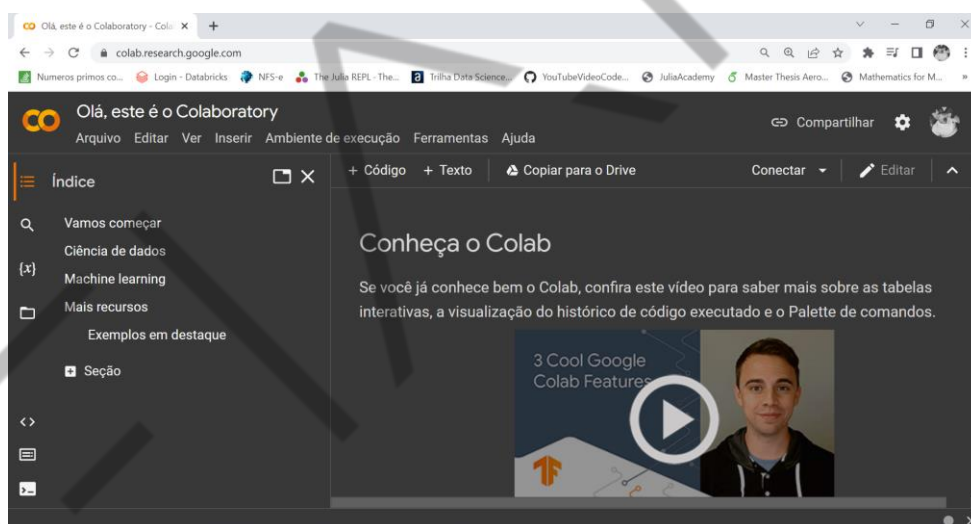 Olá, este é o Colaboratory - Cola
colab.research.google.com
Numeros primos co... Login - Databricks NFS-e The Julia REPL - The... Trilha Data Science... YouTubeVideoCode... JuliaAcademy Master Thesis Aero... Mathematics for M... »
Olá, este é o Colaboratory
Arquivo Editar Ver Inserir Ambiente de execução Ferramentas Ajuda
Compartilhar
Índice
+ Código + Texto Copiar para o Drive Conectar Editar
Vamos começar
Ciência de dados
{x}
Machine learning
Mais recursos
Exemplos em destaque
Seção
<>
Conheça o Colab
Se você já conhece bem o Colab, confira este vídeo para saber mais sobre as tabelas
interativas, a visualização do histórico de código executado e o Palette de comandos.
3 Cool Google
Colab Features